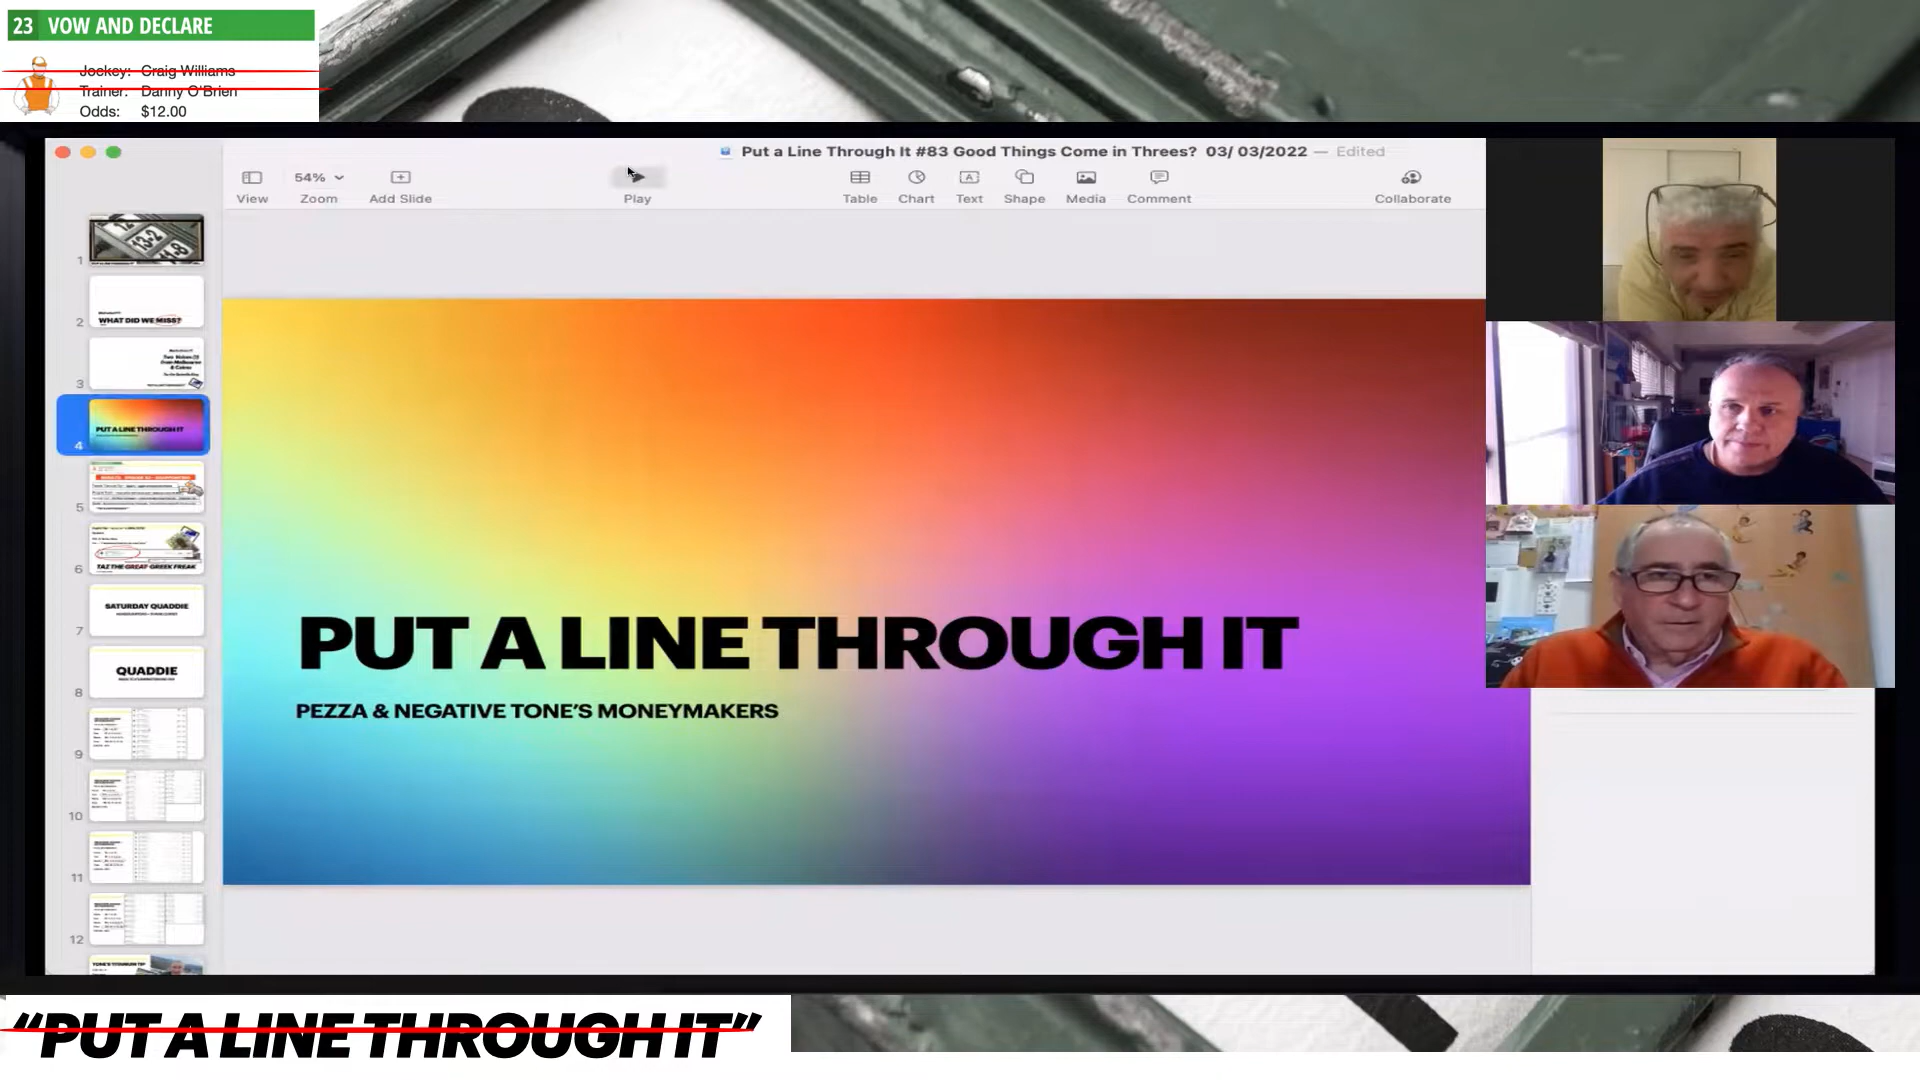 23 VOW AND DECLARE
Jockey: Craig Williams
Trainer: Danny O'Brien
Odds: $12.00
Put a Line Through It #83 Good Things Come in Threes? 03/ 03/2022 — Edited
54%
View
Zoom
Add Slide
Play
Table
Chart
Text
Shape
Media
Comment
Collaborate
1
2
WHAT DID WE MISS?
3
4
PUT A LINE THROUGH IT
5
6
TAZ THE GREAT GREEK FREAK
7
SATURDAY QUADDIE
8
QUADDIE
9
10
11
12
PUT A LINE THROUGH IT
PEZZA & NEGATIVE TONE'S MONEYMAKERS
"PUT A LINE THROUGH IT"